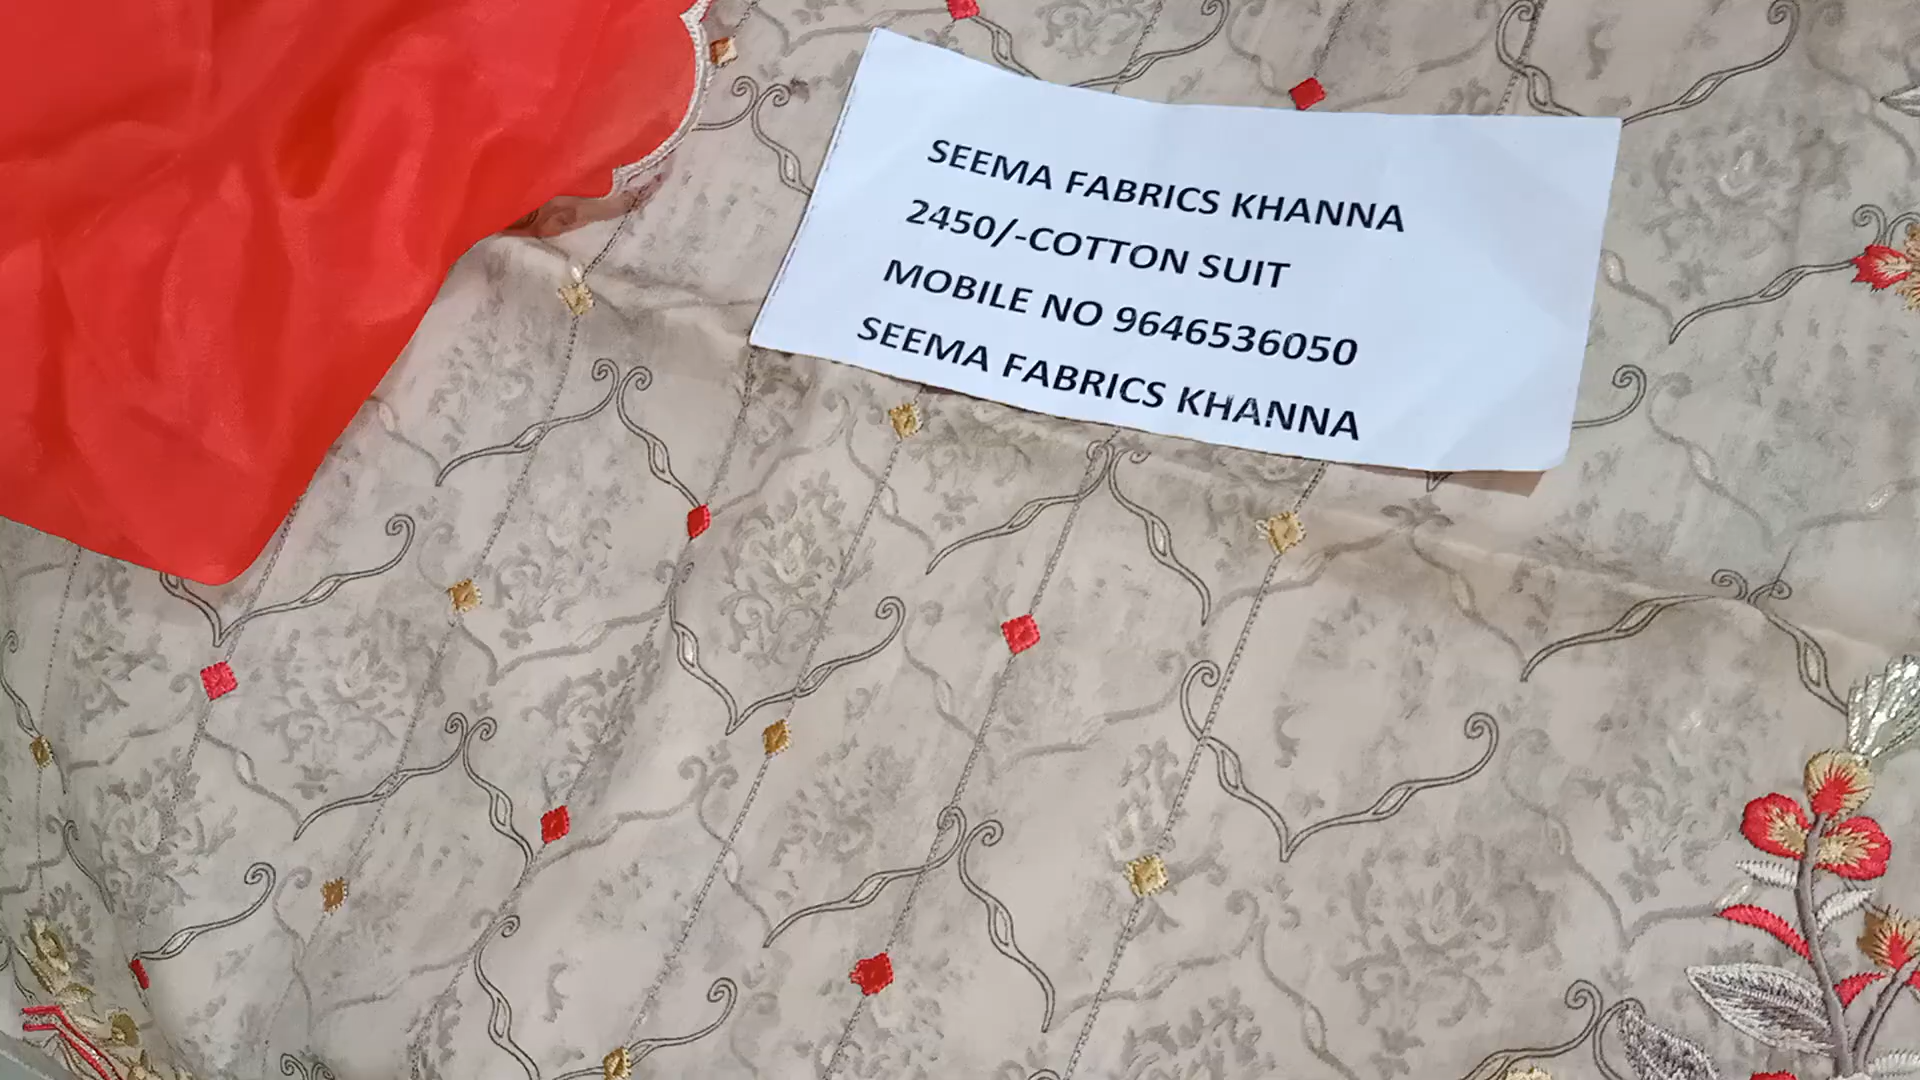 SEEMA FABRICS KHANNA
2450/-COTTON SUIT
MOBILE NO 9646536050
SEEMA FABRICS KHANNA